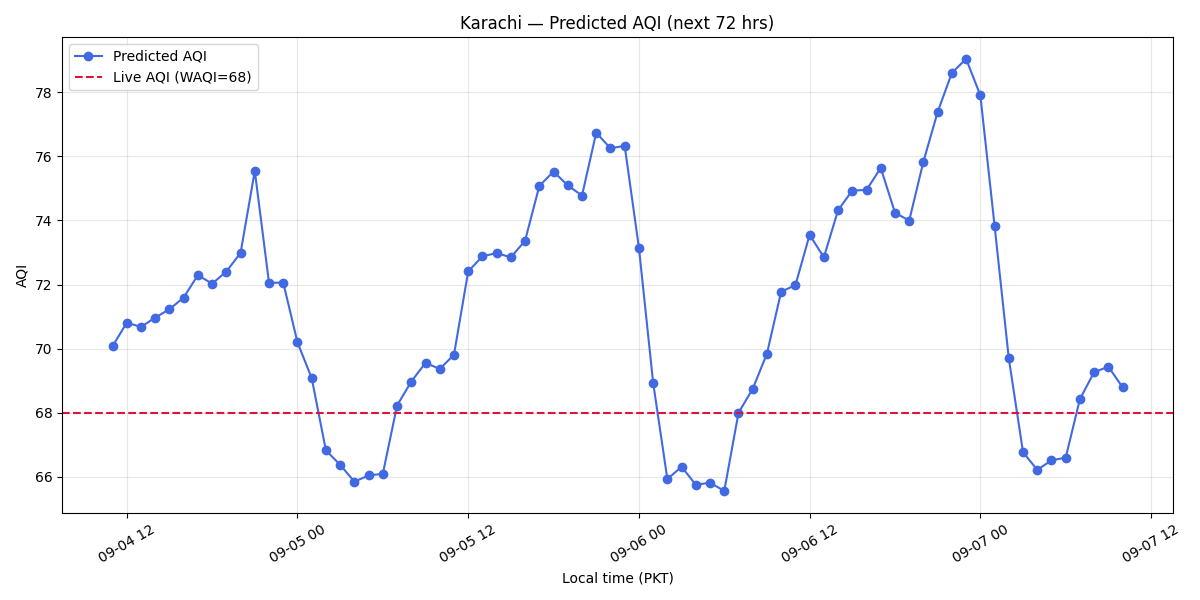 Karachi — Predicted AQI (next 72 hrs)
Predicted AQI
Live AQI (WAQI=68)
AQI
78
76
74
72
70
68
66
09-04 12
09-05 00
09-05 12
09-06 00
09-06 12
09-07 00
09-07 12
Local time (PKT)